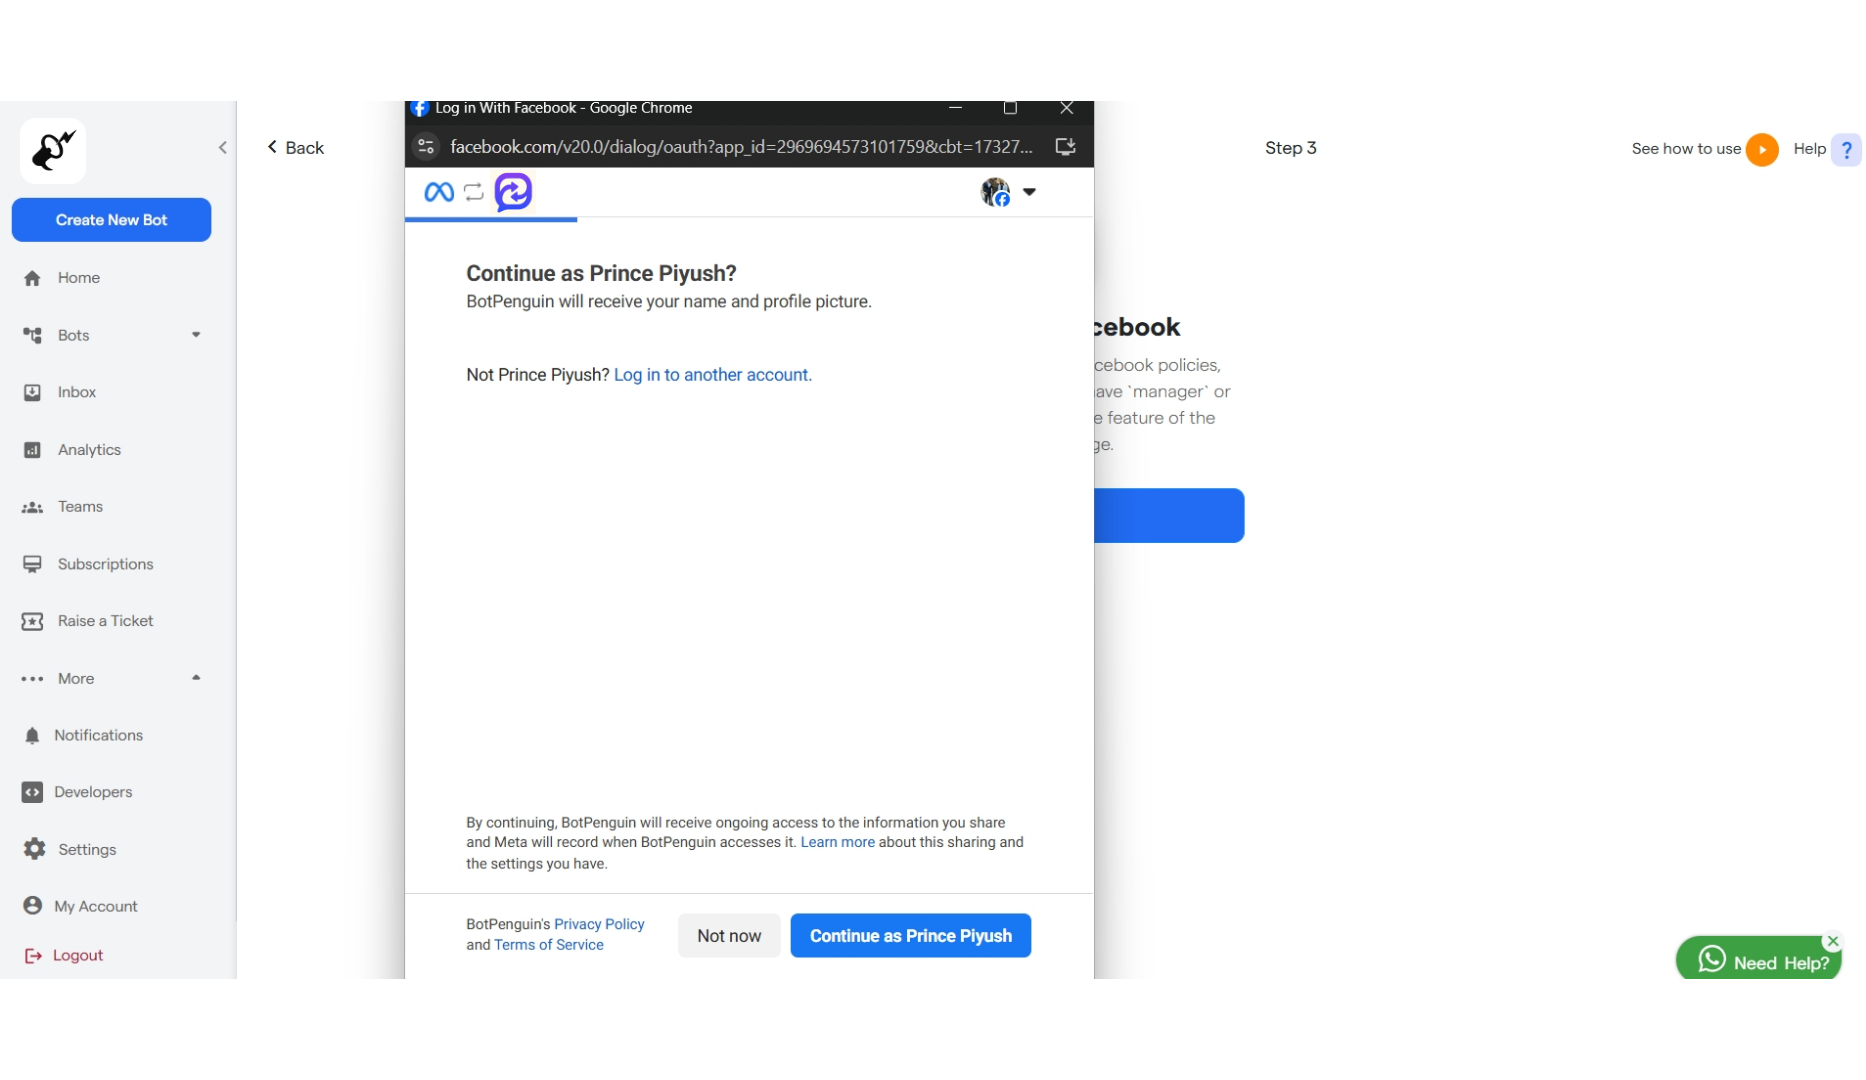 Log in With Facebook - Google Chrome
facebook.com/v20.0/dialog/oauth?app_id=2969694573101759&cbt=17327...
Back
Step 3
See how to use
Help ?
Create New Bot
Home
Bots
Inbox
Analytics
Teams
Subscriptions
Raise a Ticket
More
Notifications
Developers
Settings
My Account
Logout
Continue as Prince Piyush?
BotPenguin will receive your name and profile picture.
Not Prince Piyush? Log in to another account.
By continuing, BotPenguin will receive ongoing access to the information you share
and Meta will record when BotPenguin accesses it. Learn more about this sharing and
the settings you have.
BotPenguin's Privacy Policy
and Terms of Service
Not now
Continue as Prince Piyush
cebook
cebook policies,
ave `manager` or
e feature of the
ge.
Need Help?